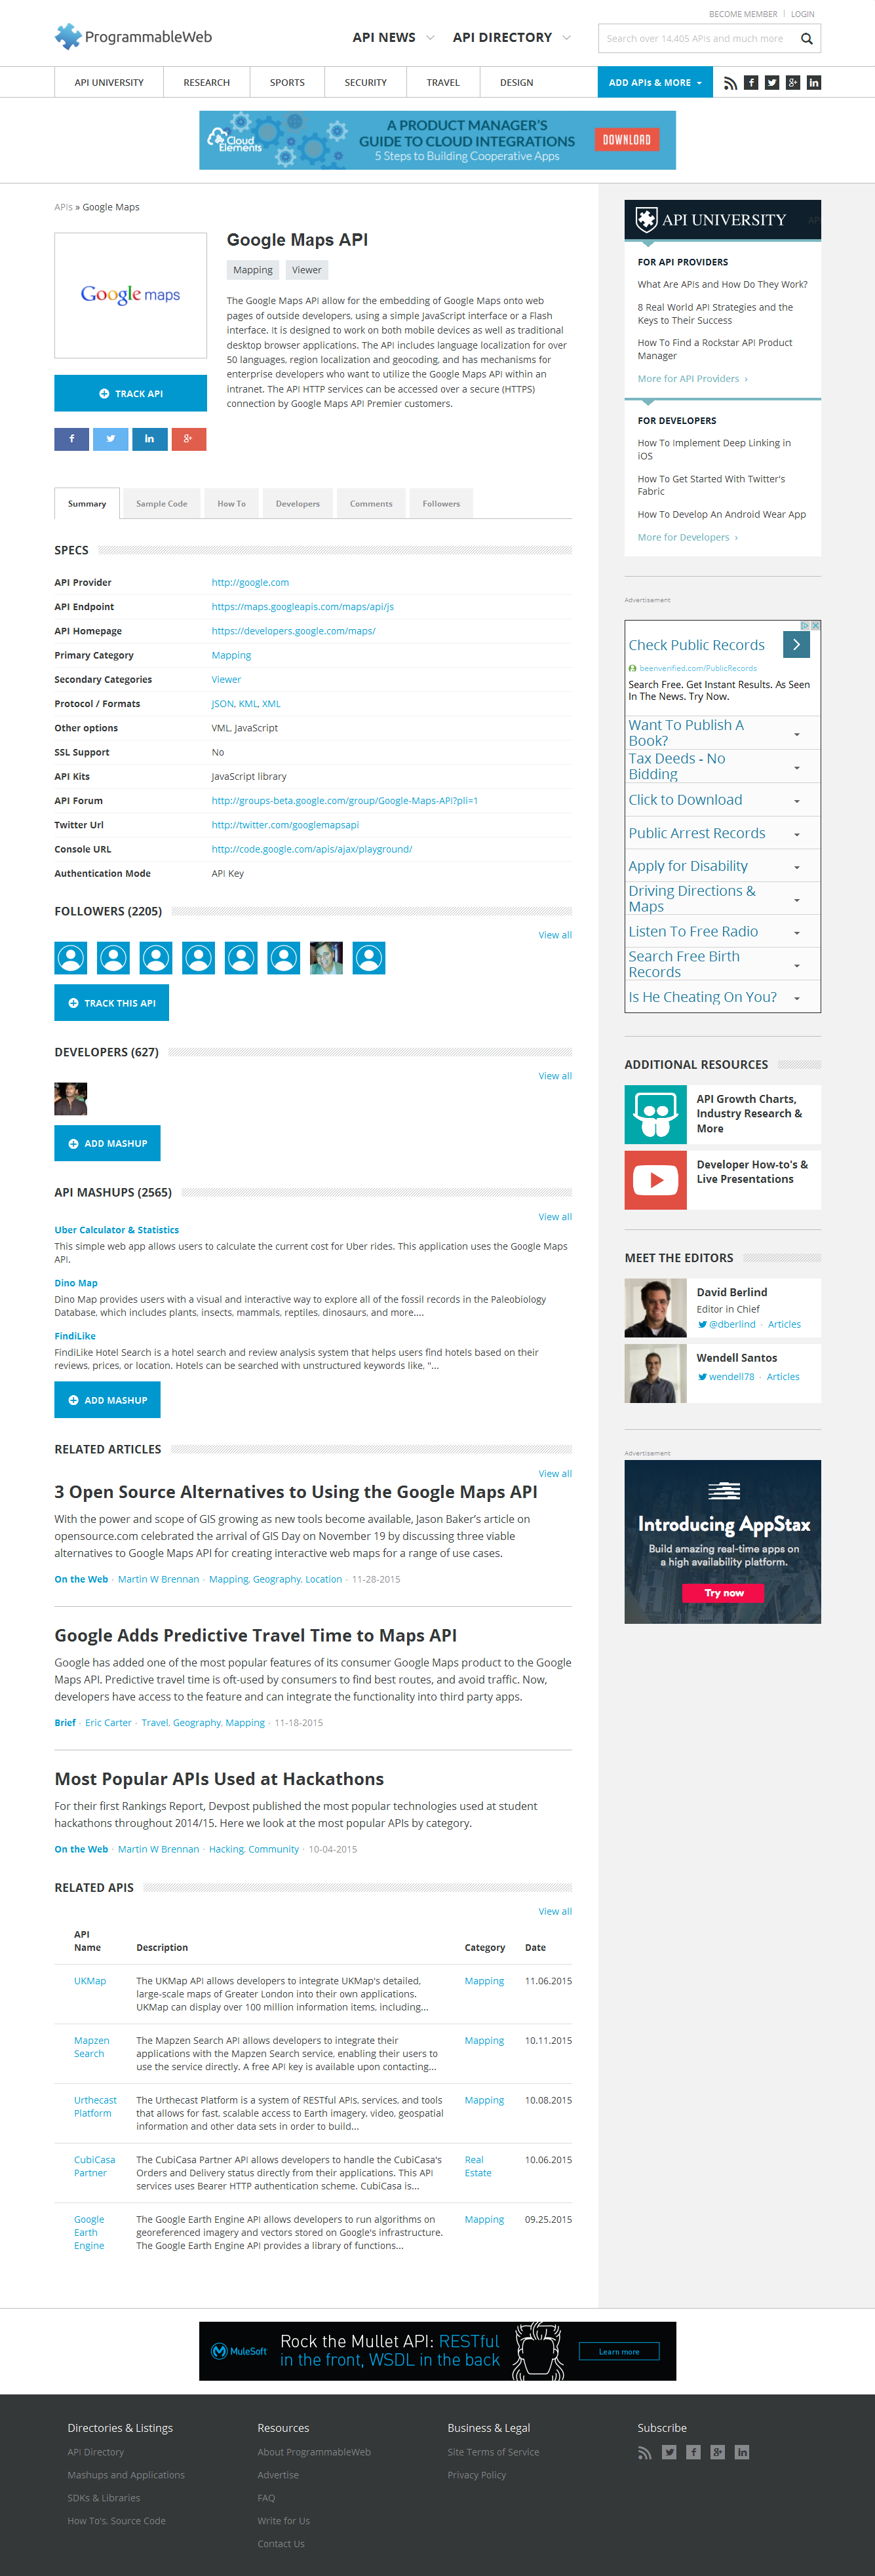 BECOME MEMBER | LOGIN
ProgrammableWeb
API NEWS
API DIRECTORY
Search over 14,405 APIs and much more
API UNIVERSITY
RESEARCH
SPORTS
SECURITY
TRAVEL
DESIGN
ADD APIs & MORE
Cloud Elements
A PRODUCT MANAGER'S
GUIDE TO CLOUD INTEGRATIONS
5 Steps to Building Cooperative Apps
DOWNLOAD
APIs » Google Maps
Google maps
Google Maps API
Mapping
Viewer
The Google Maps API allow for the embedding of Google Maps onto web
pages of outside developers, using a simple JavaScript interface or a Flash
interface. It is designed to work on both mobile devices as well as traditional
desktop browser applications. The API includes language localization for over
50 languages, region localization and geocoding, and has mechanisms for
enterprise developers who want to utilize the Google Maps API within an
intranet. The API HTTP services can be accessed over a secure (HTTPS)
connection by Google Maps API Premier customers.
TRACK API
Summary
Sample Code
How To
Developers
Comments
Followers
SPECS
API Provider http://google.com
API Endpoint https://maps.googleapis.com/maps/api/js
API Homepage https://developers.google.com/maps/
Primary Category Mapping
Secondary Categories Viewer
Protocol / Formats JSON, KML, XML
Other options VML, JavaScript
SSL Support No
API Kits JavaScript library
API Forum http://groups-beta.google.com/group/Google-Maps-API?pli=1
Twitter Url http://twitter.com/googlemapsapi
Console URL http://code.google.com/apis/ajax/playground/
Authentication Mode API Key
FOLLOWERS (2205)
View all
TRACK THIS API
DEVELOPERS (627)
View all
ADD MASHUP
API MASHUPS (2565)
View all
Uber Calculator & Statistics
This simple web app allows users to calculate the current cost for Uber rides. This application uses the Google Maps
API.
Dino Map
Dino Map provides users with a visual and interactive way to explore all of the fossil records in the Paleobiology
Database, which includes plants, insects, mammals, reptiles, dinosaurs, and more....
FindiLike
FindiLike Hotel Search is a hotel search and review analysis system that helps users find hotels based on their
reviews, prices, or location. Hotels can be searched with unstructured keywords like, "...
ADD MASHUP
RELATED ARTICLES
View all
3 Open Source Alternatives to Using the Google Maps API
With the power and scope of GIS growing as new tools become available, Jason Baker's article on
opensource.com celebrated the arrival of GIS Day on November 19 by discussing three viable
alternatives to Google Maps API for creating interactive web maps for a range of use cases.
On the Web · Martin W Brennan · Mapping, Geography, Location · 11-28-2015
Google Adds Predictive Travel Time to Maps API
Google has added one of the most popular features of its consumer Google Maps product to the Google
Maps API. Predictive travel time is oft-used by consumers to find best routes, and avoid traffic. Now,
developers have access to the feature and can integrate the functionality into third party apps.
Brief · Eric Carter · Travel, Geography, Mapping · 11-18-2015
Most Popular APIs Used at Hackathons
For their first Rankings Report, Devpost published the most popular technologies used at student
hackathons throughout 2014/15. Here we look at the most popular APIs by category.
On the Web · Martin W Brennan · Hacking, Community · 10-04-2015
RELATED APIS
View all
API
Name Description Category Date
UKMap The UKMap API allows developers to integrate UKMap's detailed, Mapping 11.06.2015
large-scale maps of Greater London into their own applications.
UKMap can display over 100 million information items, including...
Mapzen The Mapzen Search API allows developers to integrate their Mapping 10.11.2015
Search applications with the Mapzen Search service, enabling their users to
use the service directly. A free API key is available upon contacting...
Urthecast The Urthecast Platform is a system of RESTful APIs, services, and tools Mapping 10.08.2015
Platform that allows for fast, scalable access to Earth imagery, video, geospatial
information and other data sets in order to build...
CubiCasa The CubiCasa Partner API allows developers to handle the CubiCasa's Real 10.06.2015
Partner Orders and Delivery status directly from their applications. This API Estate
services uses Bearer HTTP authentication scheme. CubiCasa is...
Google The Google Earth Engine API allows developers to run algorithms on Mapping 09.25.2015
Earth georeferenced imagery and vectors stored on Google's infrastructure.
Engine The Google Earth Engine API provides a library of functions...
API UNIVERSITY
FOR API PROVIDERS
What Are APIs and How Do They Work?
8 Real World API Strategies and the
Keys to Their Success
How To Find a Rockstar API Product
Manager
More for API Providers ›
FOR DEVELOPERS
How To Implement Deep Linking in
iOS
How To Get Started With Twitter's
Fabric
How To Develop An Android Wear App
More for Developers ›
Advertisement
Check Public Records
beenverified.com/PublicRecords
Search Free. Get Instant Results. As Seen
In The News. Try Now.
Want To Publish A
Book?
Tax Deeds - No
Bidding
Click to Download
Public Arrest Records
Apply for Disability
Driving Directions &
Maps
Listen To Free Radio
Search Free Birth
Records
Is He Cheating On You?
ADDITIONAL RESOURCES
API Growth Charts,
Industry Research &
More
Developer How-to's &
Live Presentations
MEET THE EDITORS
David Berlind
Editor in Chief
@dberlind · Articles
Wendell Santos
wendell78 · Articles
Advertisement
Introducing AppStax
Build amazing real-time apps on
a high availability platform.
Try now
MuleSoft
Rock the Mullet API: RESTful
in the front, WSDL in the back
Learn more
Directories & Listings
API Directory
Mashups and Applications
SDKs & Libraries
How To's, Source Code
Resources
About ProgrammableWeb
Advertise
FAQ
Write for Us
Contact Us
Business & Legal
Site Terms of Service
Privacy Policy
Subscribe